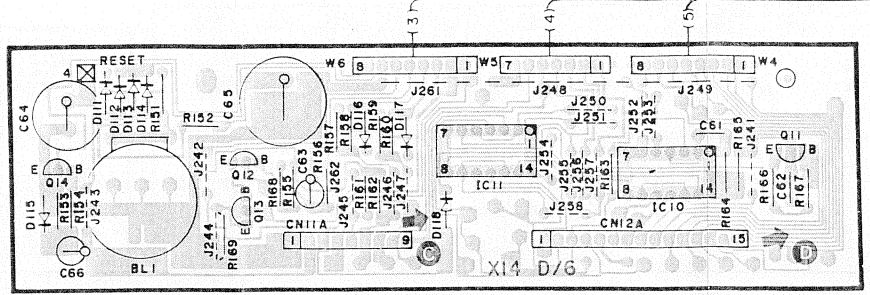 3
4
5
RESET
4
W6
8
1
W5
7
1
8
1
W4
C64
D111
D112
D113
D114
R151
R152
C65
J261
J248
J249
J250
J251
J252
J253
C61
R165
J241
Q11
E
B
R157
R158
D116
R159
R160
D117
7
1
8
14
IC11
J254
J255
J256
J257
R163
7
1
8
14
IC10
E
B
Q14
J242
E
B
Q12
C63
R156
J262
D115
R153
R154
J243
J244
R169
E
B
Q13
R168
R155
J245
R161
R162
J246
J247
D118
J258
R164
R166
C62
R167
C66
BL1
CN11A
1
9
C
CN12A
1
15
D
X14 D/6